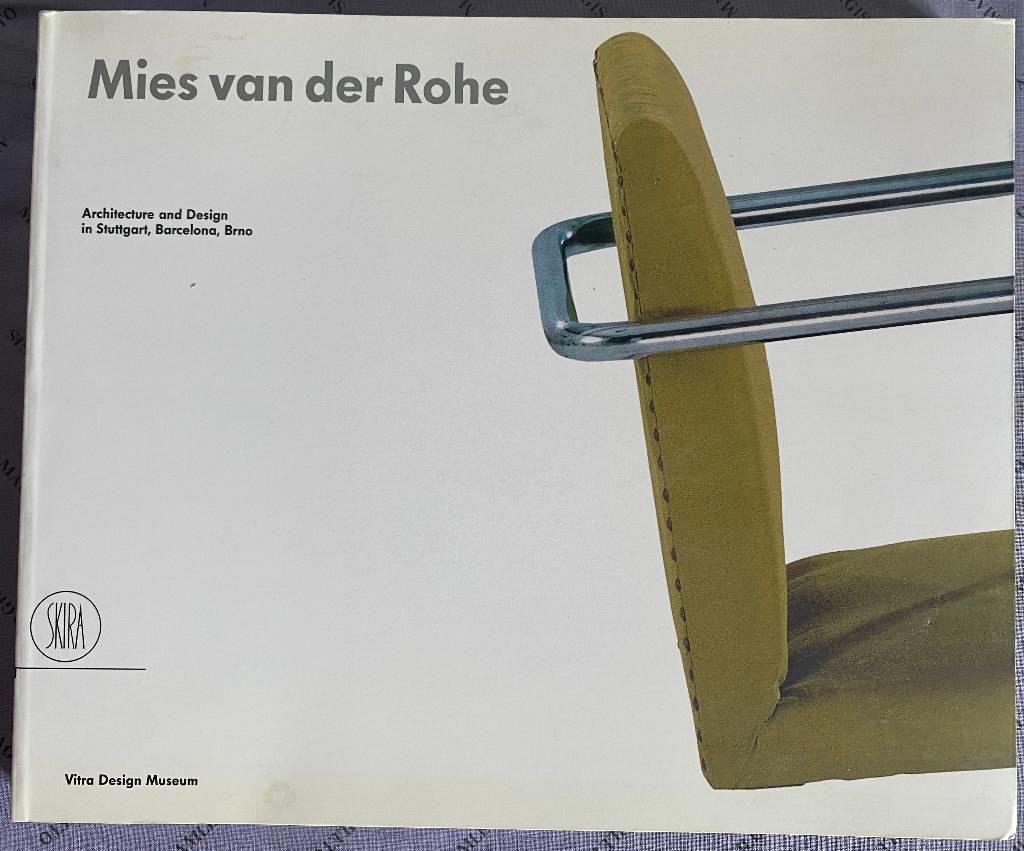 Mies van der Rohe
Architecture and Design
in Stuttgart, Barcelona, Brno
SKIRA
Vitra Design Museum